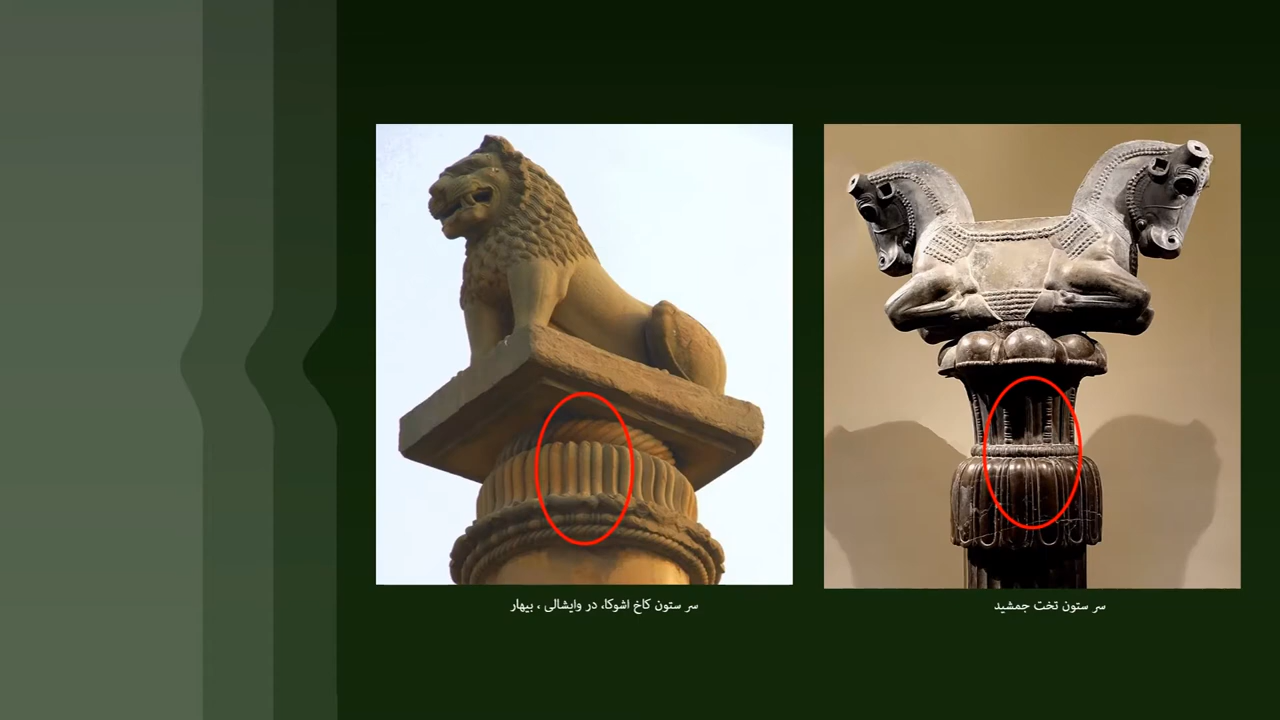 سر ستون تخت جمشید
سر ستون کاخ اشوکا، در وایشالی ، بیهار